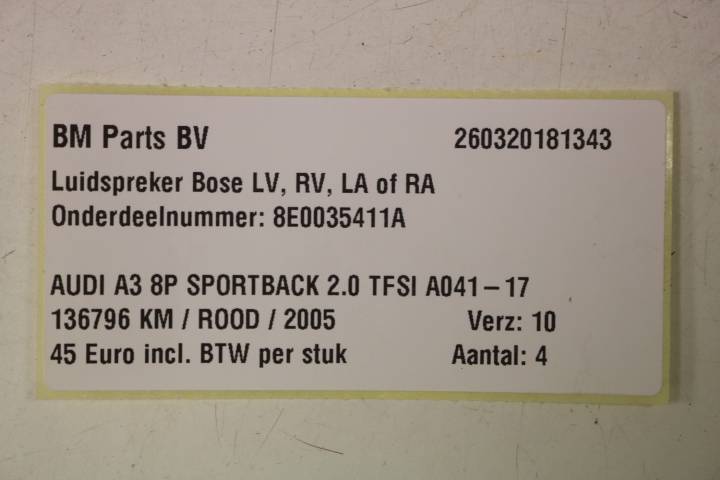 BM Parts BV 260320181343
Luidspreker Bose LV, RV, LA of RA
Onderdeelnummer: 8E0035411A
AUDI A3 8P SPORTBACK 2.0 TFSI A041-17
136796 KM / ROOD / 2005 Verz: 10
45 Euro incl. BTW per stuk Aantal: 4